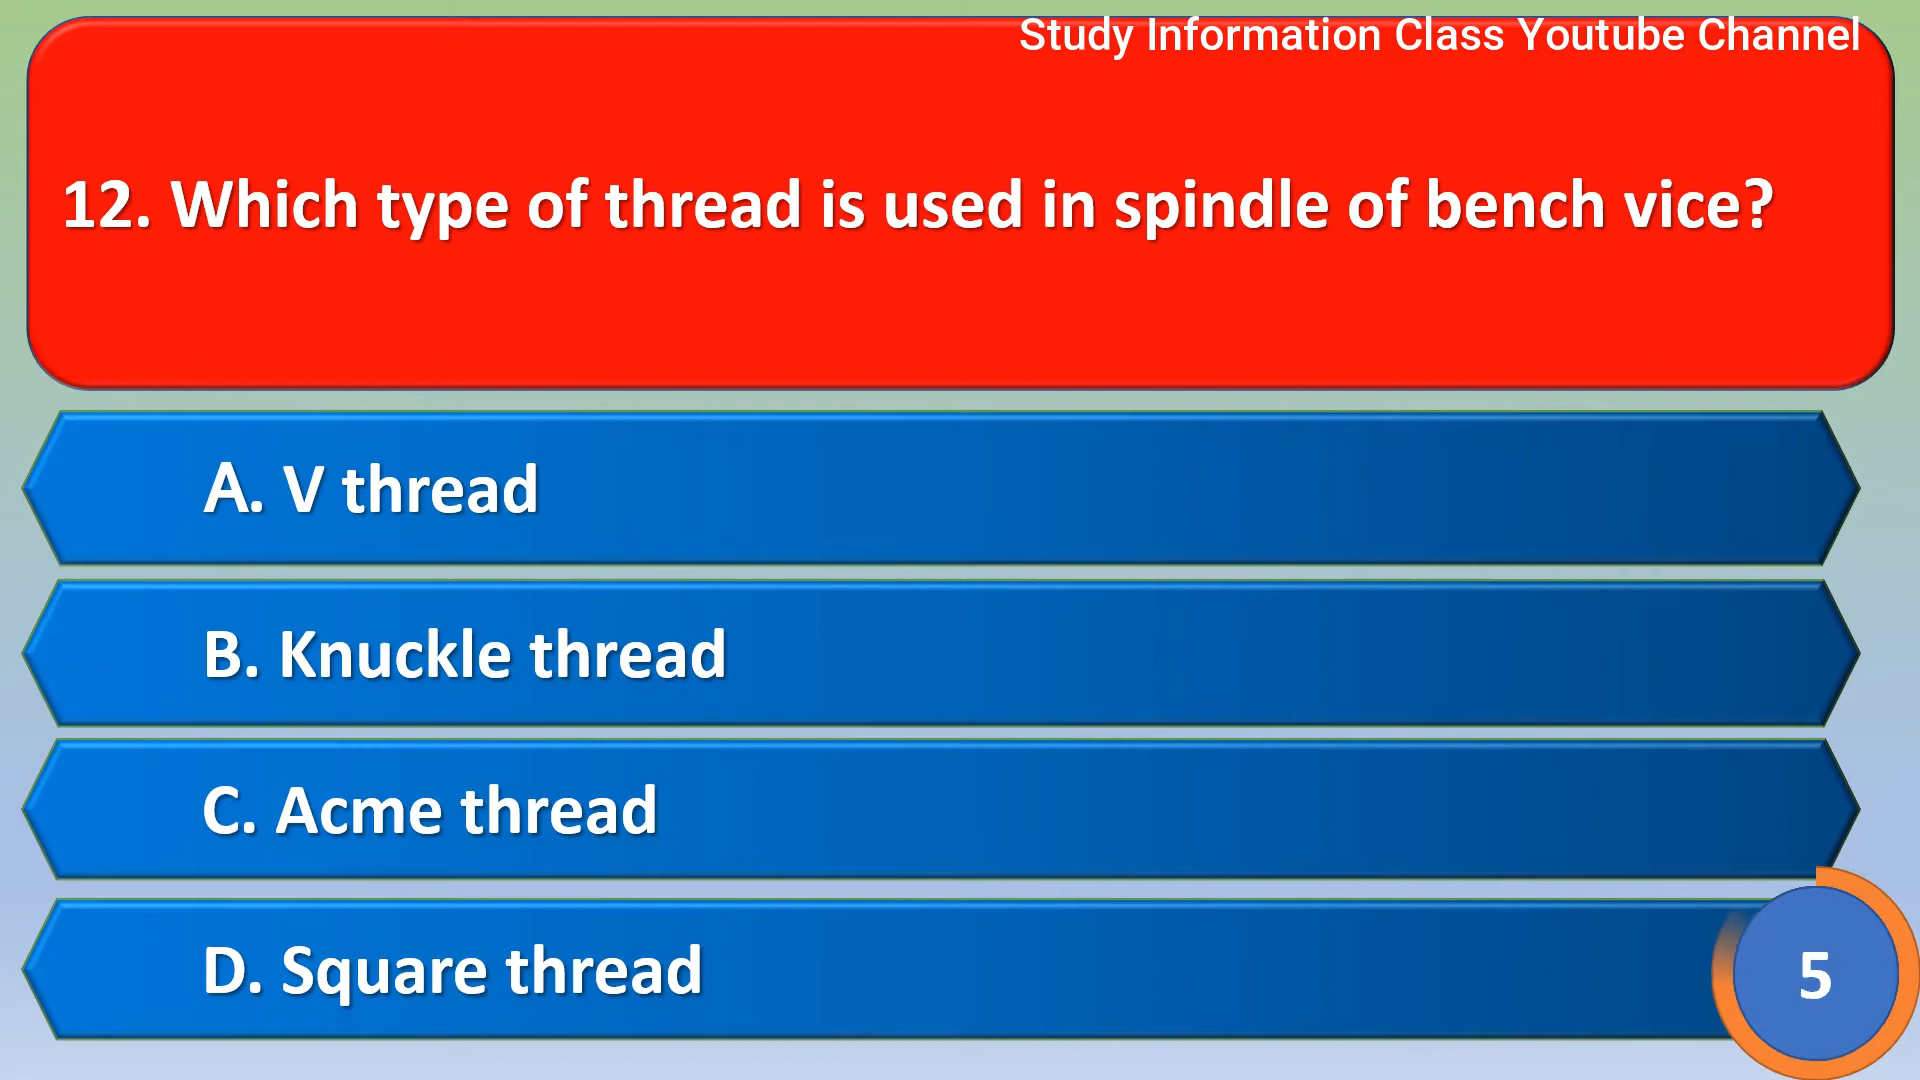 Study Information Class Youtube Channel
12. Which type of thread is used in spindle of bench vice?
A. V thread
B. Knuckle thread
C. Acme thread
D. Square thread
5